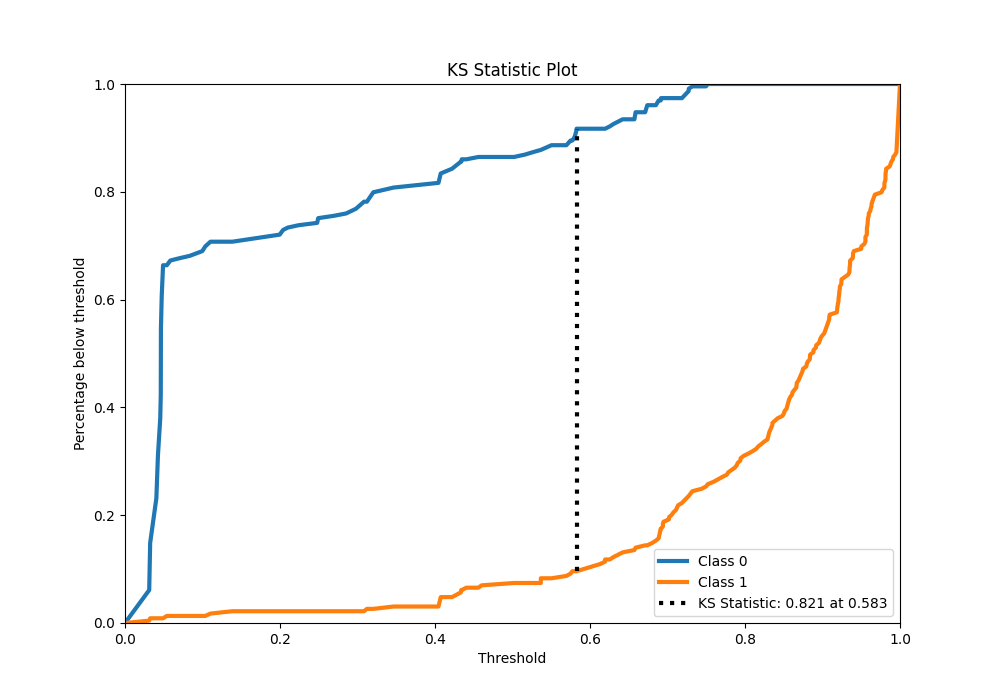 KS Statistic Plot
Percentage below threshold
1.0
0.8
0.6
0.4
0.2
0.0
0.0 0.2 0.4 0.6 0.8 1.0
Threshold
Class 0
Class 1
KS Statistic: 0.821 at 0.583